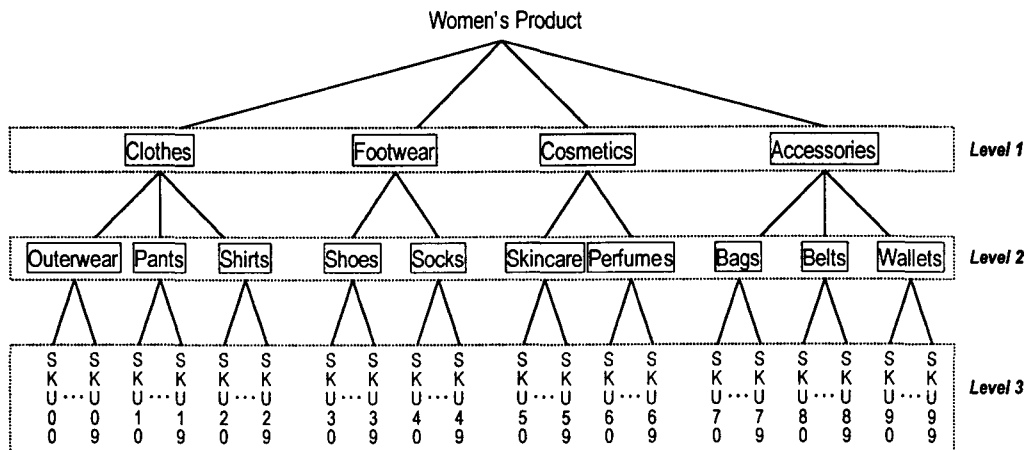 Women's Product
Clothes Footwear Cosmetics Accessories Level 1
Outerwear Pants Shirts Shoes Socks Skincare Perfumes Bags Belts Wallets Level 2
SKU00 ... SKU09 SKU10 ... SKU19 SKU20 ... SKU29 SKU30 ... SKU39 SKU40 ... SKU49 SKU50 ... SKU59 SKU60 ... SKU69 SKU70 ... SKU79 SKU80 ... SKU89 SKU90 ... SKU99 Level 3